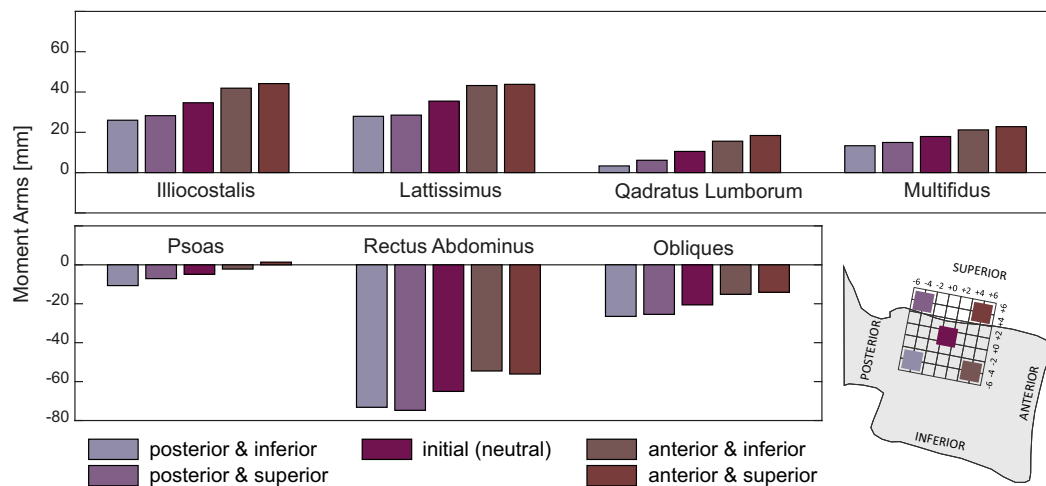 Moment Arms [mm]
60
40
20
0
Illiocostalis
Lattissimus
Qadratus Lumborum
Multifidus
Psoas
Rectus Abdominus
Obliques
0
-20
-40
-60
-80
SUPERIOR
-6 -4 -2 +0 +2 +4 +6
+6
+4
+2
+0
-2
-4
-6
POSTERIOR
ANTERIOR
INFERIOR
posterior & inferior
initial (neutral)
anterior & inferior
posterior & superior
anterior & superior